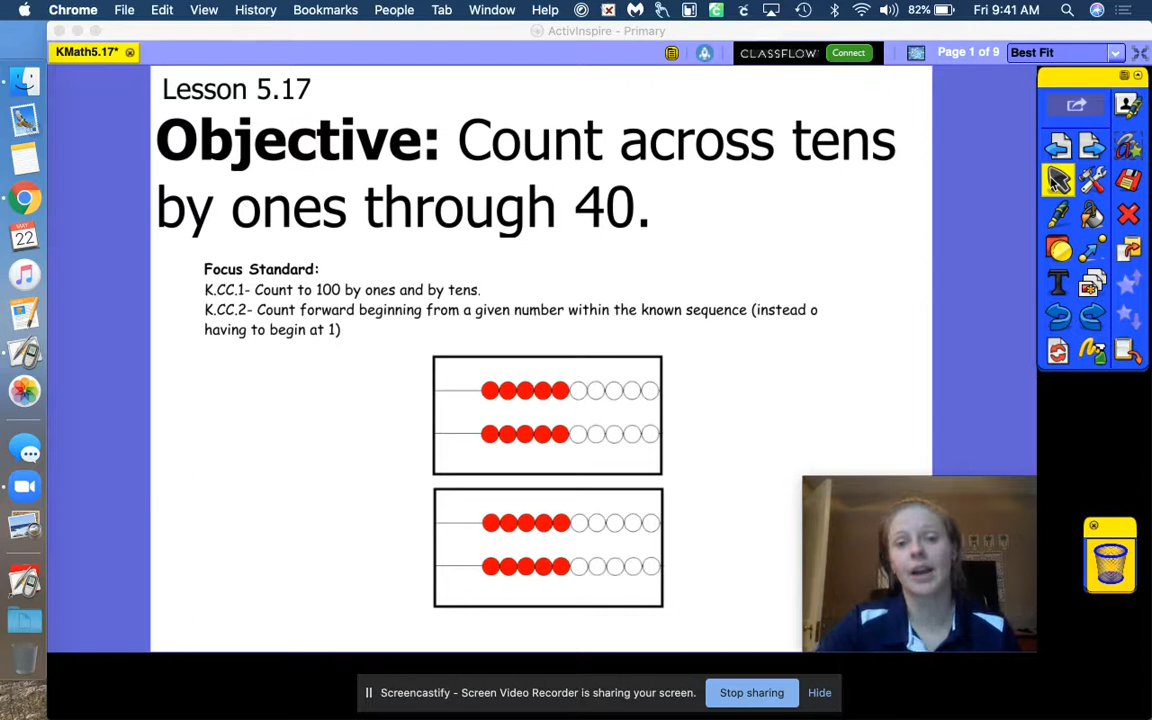 Chrome File Edit View History Bookmarks People Tab Window Help 82% Fri 9:41 AM
ActivInspire - Primary
KMath5.17*
CLASSFLOW Connect
Page 1 of 9
Best Fit
Lesson 5.17
Objective: Count across tens
by ones through 40.
Focus Standard:
K.CC.1- Count to 100 by ones and by tens.
K.CC.2- Count forward beginning from a given number within the known sequence (instead o
having to begin at 1)
MAY
22
T
Screencastify - Screen Video Recorder is sharing your screen.
Stop sharing
Hide